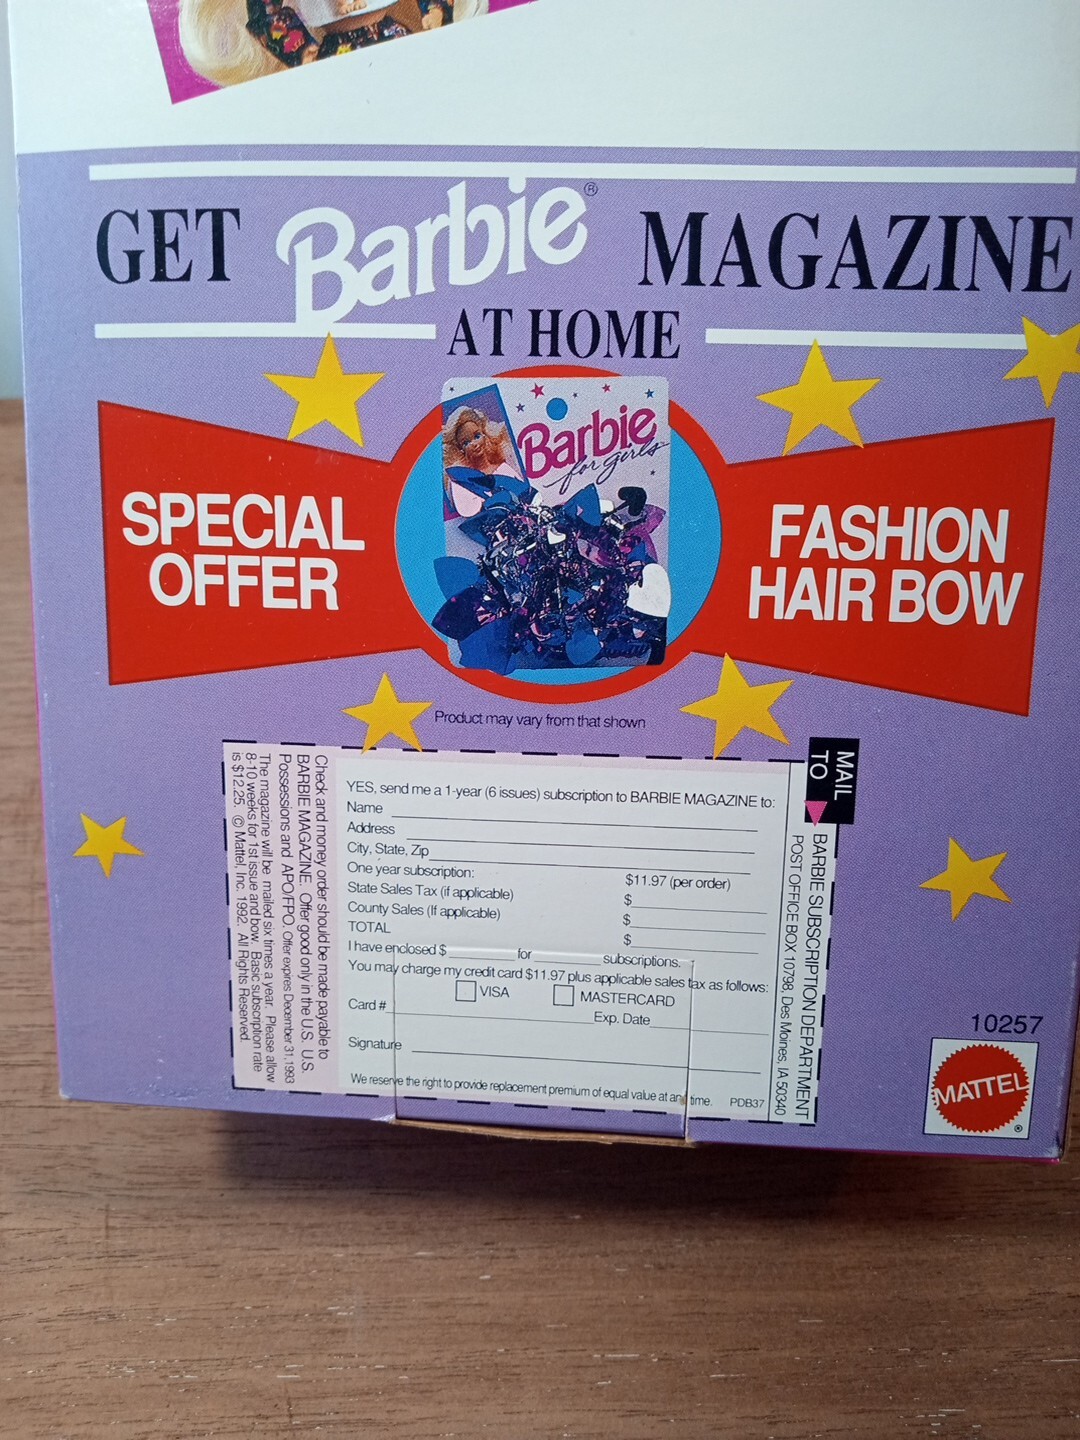 GET Barbie® MAGAZINE
AT HOME
Barbie
for girls
SPECIAL
OFFER
FASHION
HAIR BOW
Product may vary from that shown
MAIL
TO
BARBIE SUBSCRIPTION DEPARTMENT
POST OFFICE BOX 10798, Des Moines, IA 50340
YES, send me a 1-year (6 issues) subscription to BARBIE MAGAZINE to:
Name
Address
City, State, Zip
One year subscription: $11.97 (per order)
State Sales Tax (if applicable) $
County Sales (If applicable) $
TOTAL $
I have enclosed $ for subscriptions.
You may charge my credit card $11.97 plus applicable sales tax as follows:
VISA MASTERCARD
Card # Exp. Date
Signature
We reserve the right to provide replacement premium of equal value at any time. PDB37
Check and money order should be made payable to
BARBIE MAGAZINE. Offer good only in the U.S. U.S.
Possessions and APO/FPO. Offer expires December 31, 1993
The magazine will be mailed six times a year. Please allow
8-10 weeks for 1st issue and bow. Basic subscription rate
is $12.25. © Mattel, Inc. 1992. All Rights Reserved.
10257
MATTEL
®